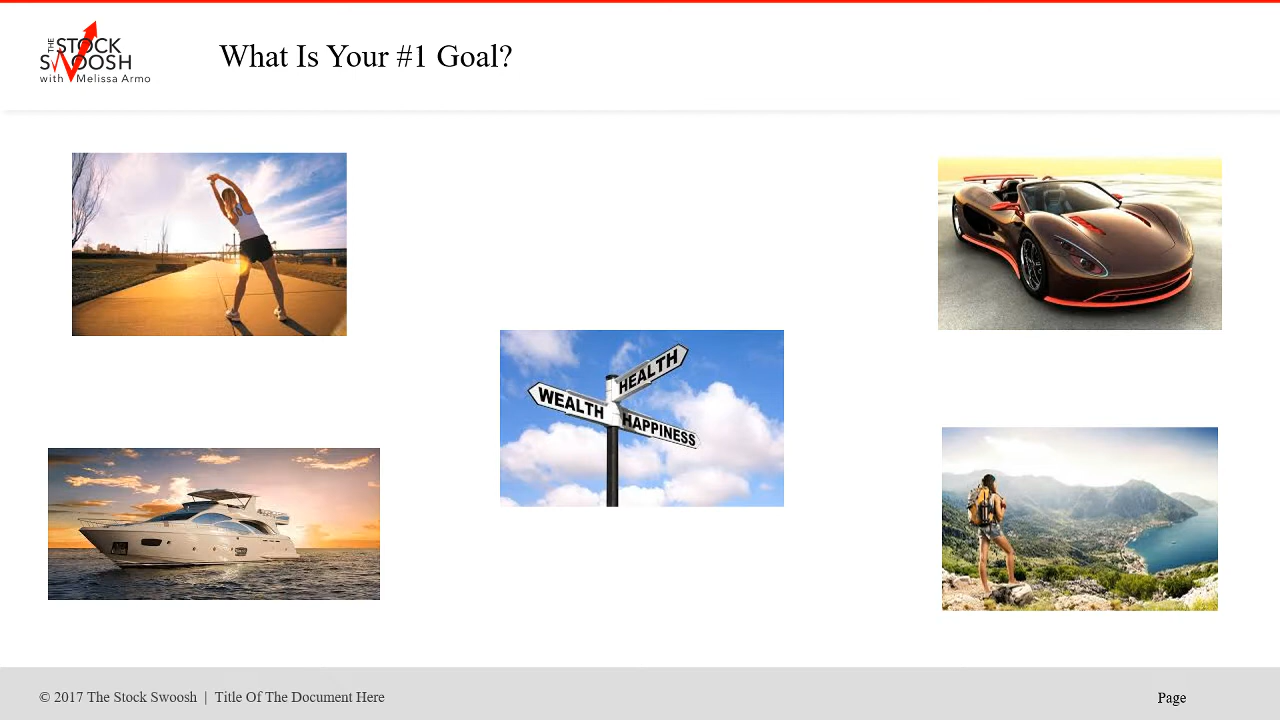 THE
STOCK
SWOOSH
with Melissa Armo
What Is Your #1 Goal?
HEALTH
WEALTH
HAPPINESS
© 2017 The Stock Swoosh | Title Of The Document Here
Page